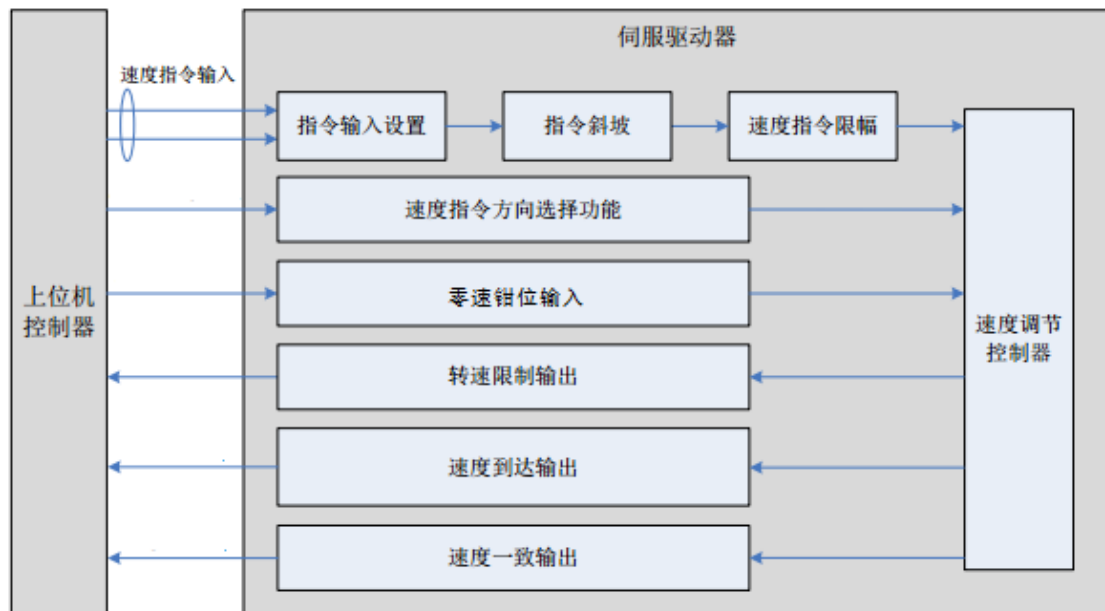 伺服驱动器
速度指令输入
指令输入设置
指令斜坡
速度指令限幅
速度指令方向选择功能
零速钳位输入
上位机
控制器
速度调节
控制器
转速限制输出
速度到达输出
速度一致输出